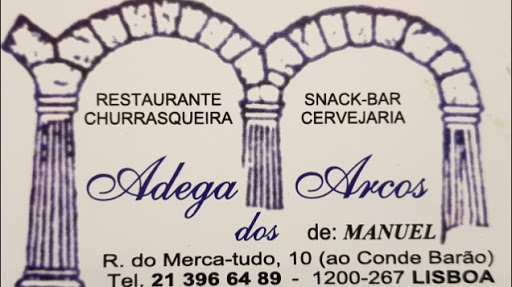 RESTAURANTE
CHURRASQUEIRA
SNACK-BAR
CERVEJARIA
Adega dos Arcos
de: MANUEL
R. do Merca-tudo, 10 (ao Conde Barão)
Tel. 21 396 64 89 - 1200-267 LISBOA